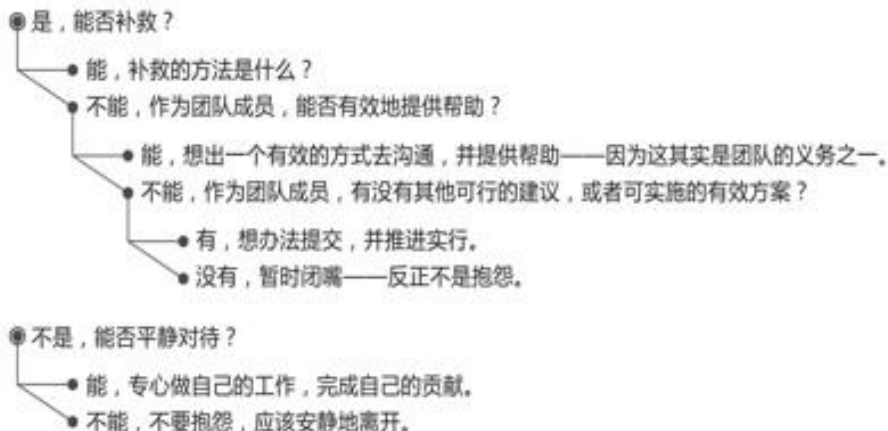 是，能否补救？
能，补救的方法是什么？
不能，作为团队成员，能否有效地提供帮助？
能，想出一个有效的方式去沟通，并提供帮助——因为这其实是团队的义务之一。
不能，作为团队成员，有没有其他可行的建议，或者可实施的有效方案？
有，想办法提交，并推进实行。
没有，暂时闭嘴——反正不是抱怨。
不是，能否平静对待？
能，专心做自己的工作，完成自己的贡献。
不能，不要抱怨，应该安静地离开。